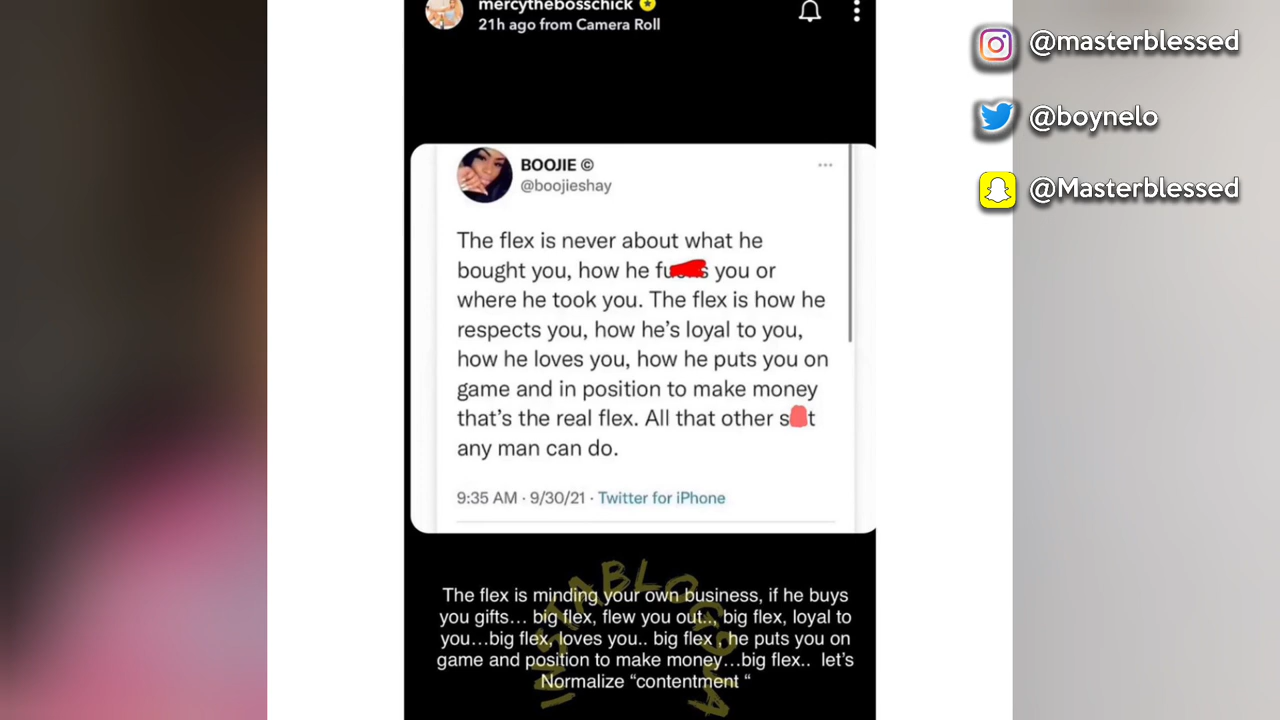 mercythebosschick
21h ago from Camera Roll
@masterblessed
@boynelo
@Masterblessed
BOOJIE ©
@boojieshay
The flex is never about what he
bought you, how he fu s you or
where he took you. The flex is how he
respects you, how he's loyal to you,
how he loves you, how he puts you on
game and in position to make money
that's the real flex. All that other s t
any man can do.
9:35 AM · 9/30/21 · Twitter for iPhone
The flex is minding your own business, if he buys
you gifts... big flex, flew you out.., big flex, loyal to
you...big flex, loves you.. big flex , he puts you on
game and position to make money...big flex.. let's
Normalize “contentment “
INSTABLOG9JA